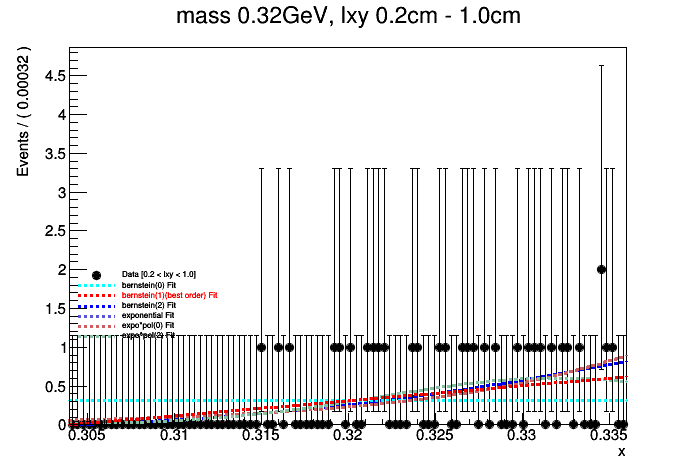 mass 0.32GeV, lxy 0.2cm - 1.0cm
Events / ( 0.00032 )
4.5
4
3.5
3
2.5
2
1.5
1
0.5
0
Data [0.2 < lxy < 1.0]
bernstein(0) Fit
bernstein(1)(best order) Fit
bernstein(2) Fit
exponential Fit
expo*pol(0) Fit
expo*pol(2) Fit
0.305 0.31 0.315 0.32 0.325 0.33 0.335
x